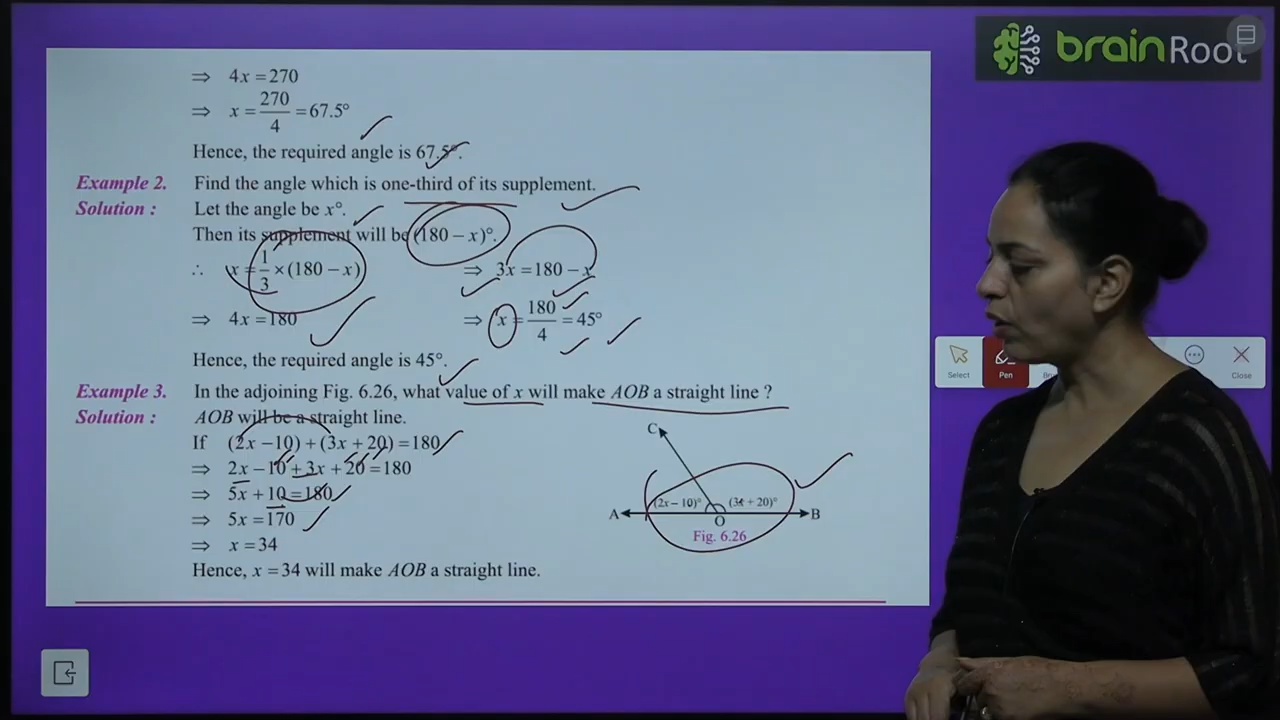 brainRoot
⇒ 4x = 270
⇒ x = 270/4 = 67.5°
Hence, the required angle is 67.5°.
Example 2. Find the angle which is one-third of its supplement.
Solution : Let the angle be x°.
Then its supplement will be (180 – x)°.
∴ x = 1/3 × (180 – x) ⇒ 3x = 180 – x
⇒ 4x = 180 ⇒ x = 180/4 = 45°
Hence, the required angle is 45°.
Example 3. In the adjoining Fig. 6.26, what value of x will make AOB a straight line ?
Solution : AOB will be a straight line.
If (2x – 10) + (3x + 20) = 180
⇒ 2x – 10 + 3x + 20 = 180
⇒ 5x + 10 = 180
⇒ 5x = 170
⇒ x = 34
Hence, x = 34 will make AOB a straight line.
C
(2x – 10)° (3x + 20)°
A O B
Fig. 6.26
Select Pen Close